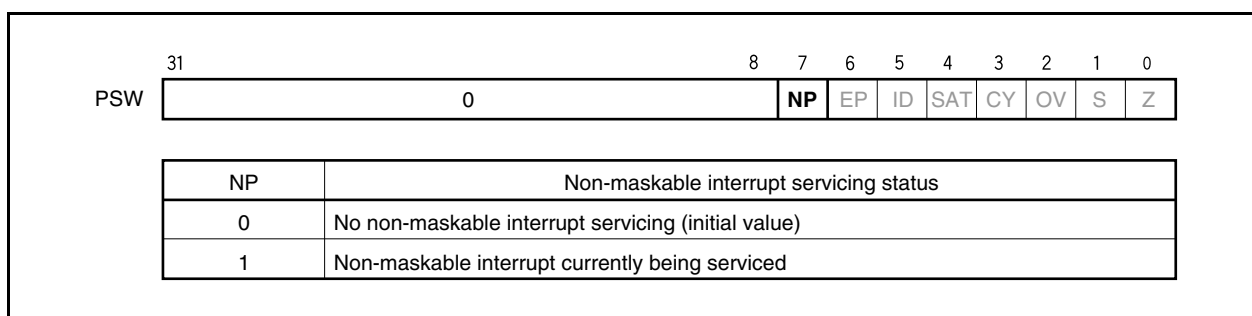 31 8 7 6 5 4 3 2 1 0
PSW 0 NP EP ID SAT CY OV S Z
NP Non-maskable interrupt servicing status
0 No non-maskable interrupt servicing (initial value)
1 Non-maskable interrupt currently being serviced